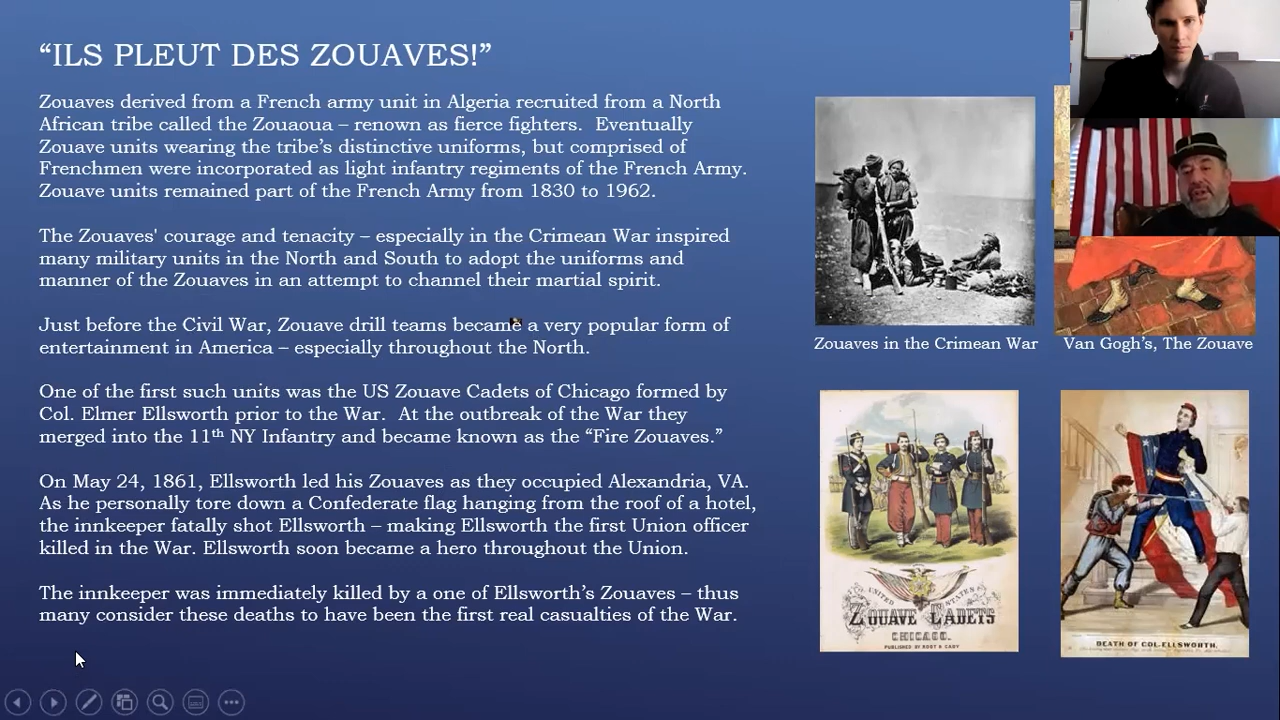 “ILS PLEUT DES ZOUAVES!”
Zouaves derived from a French army unit in Algeria recruited from a North
African tribe called the Zouaoua – renown as fierce fighters.  Eventually
Zouave units wearing the tribe’s distinctive uniforms, but comprised of
Frenchmen were incorporated as light infantry regiments of the French Army.
Zouave units remained part of the French Army from 1830 to 1962.
The Zouaves' courage and tenacity – especially in the Crimean War inspired
many military units in the North and South to adopt the uniforms and
manner of the Zouaves in an attempt to channel their martial spirit.
Just before the Civil War, Zouave drill teams became a very popular form of
entertainment in America – especially throughout the North.
One of the first such units was the US Zouave Cadets of Chicago formed by
Col. Elmer Ellsworth prior to the War.  At the outbreak of the War they
merged into the 11th NY Infantry and became known as the “Fire Zouaves.”
On May 24, 1861, Ellsworth led his Zouaves as they occupied Alexandria, VA.
As he personally tore down a Confederate flag hanging from the roof of a hotel,
the innkeeper fatally shot Ellsworth – making Ellsworth the first Union officer
killed in the War. Ellsworth soon became a hero throughout the Union.
The innkeeper was immediately killed by a one of Ellsworth’s Zouaves – thus
many consider these deaths to have been the first real casualties of the War.
Zouaves in the Crimean War
Van Gogh’s, The Zouave
UNITED STATES
ZOUAVE CADETS
CHICAGO.
PUBLISHED BY ROOT & CADY
DEATH OF COL. ELLSWORTH,